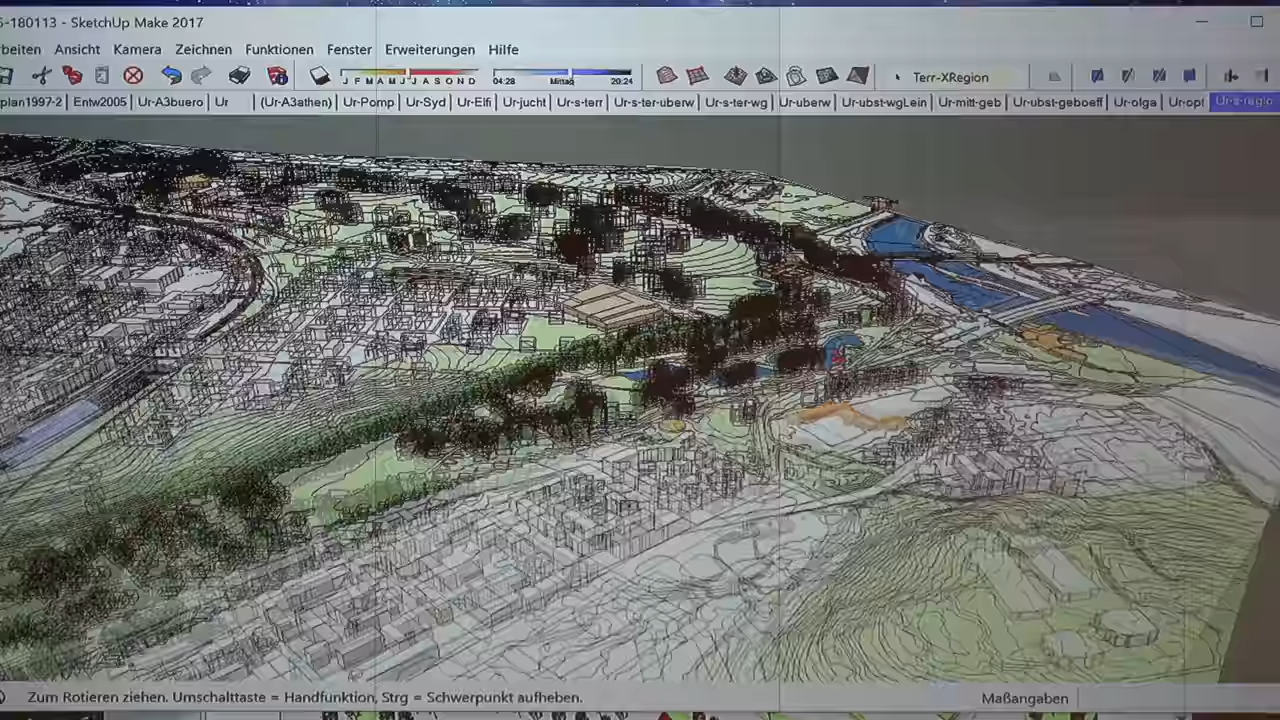 5-180113 - SketchUp Make 2017
beiten Ansicht Kamera Zeichnen Funktionen Fenster Erweiterungen Hilfe
J F M A M J J A S O N D 04:28 Mittag 20:24 Terr-XRegion
plan1997-2 Entw2005 Ur-A3buero Ur (Ur-A3athen) Ur-Pomp Ur-Syd Ur-Elfi Ur-jucht Ur-s-terr Ur-s-ter-uberw Ur-s-ter-wg Ur-uberw Ur-ubst-wgLein Ur-mitt-geb Ur-ubst-geboeff Ur-olga Ur-opt Ur-s-regio
Zum Rotieren ziehen. Umschalttaste = Handfunktion, Strg = Schwerpunkt aufheben. Maßangaben